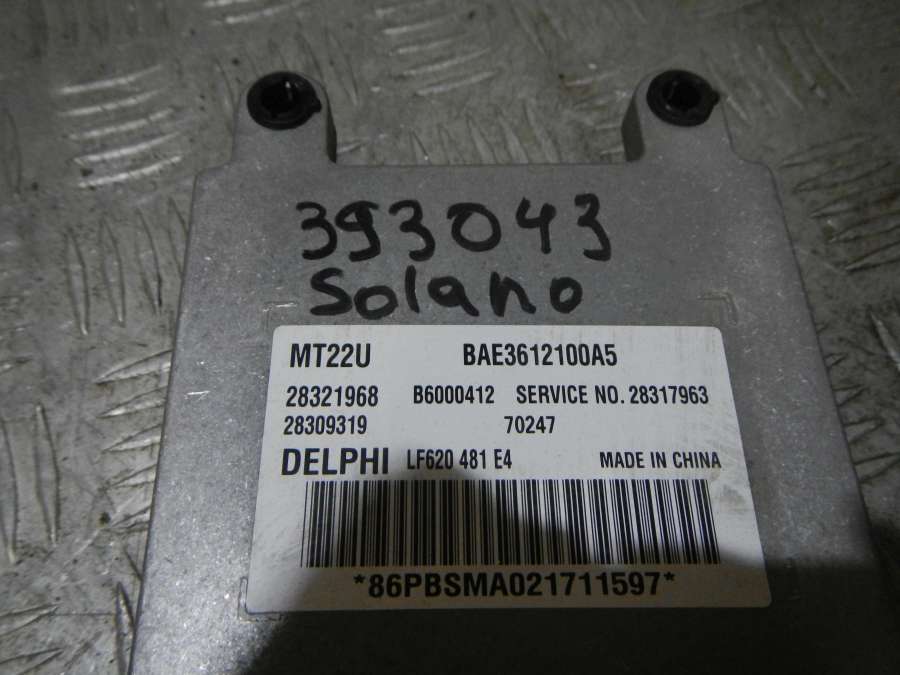 393043
Solano
MT22U BAE3612100A5
28321968 B6000412 SERVICE NO. 28317963
28309319 70247
DELPHI LF620 481 E4 MADE IN CHINA
*86PBSMA021711597*